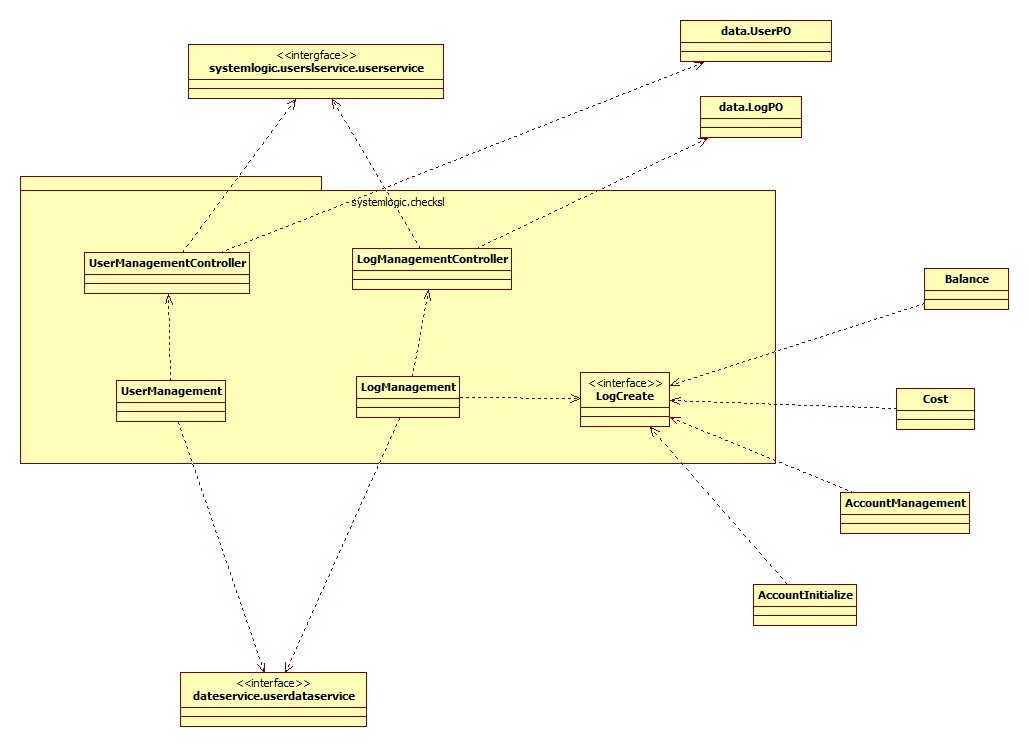 data.UserPO
<<intergface>>
systemlogic.userslservice.userservice
data.LogPO
systemlogic.checksl
UserManagementController
LogManagementController
Balance
UserManagement
LogManagement
<<interface>>
LogCreate
Cost
AccountManagement
AccountInitialize
<<interface>>
dateservice.userdataservice